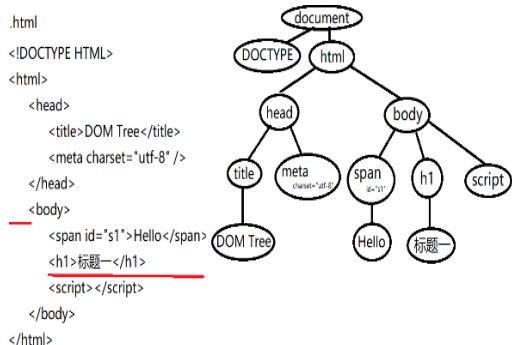 .html
<!DOCTYPE HTML>
<html>
<head>
<title>DOM Tree</title>
<meta charset="utf-8" />
</head>
<body>
<span id="s1">Hello</span>
<h1>标题一</h1>
<script></script>
</body>
</html>
document
DOCTYPE
html
head
body
title
meta
charset="utf-8"
span
id="s1"
h1
script
DOM Tree
Hello
标题一